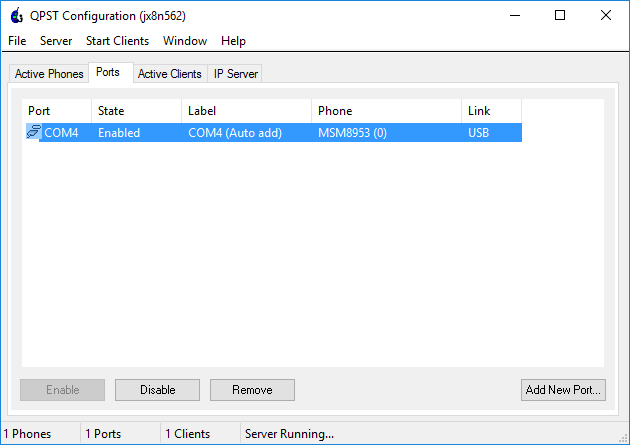 QPST Configuration (jx8n562)
File Server Start Clients Window Help
Active Phones Ports Active Clients IP Server
Port State Label Phone Link
COM4 Enabled COM4 (Auto add) MSM8953 (0) USB
Enable Disable Remove Add New Port...
1 Phones 1 Ports 1 Clients Server Running...